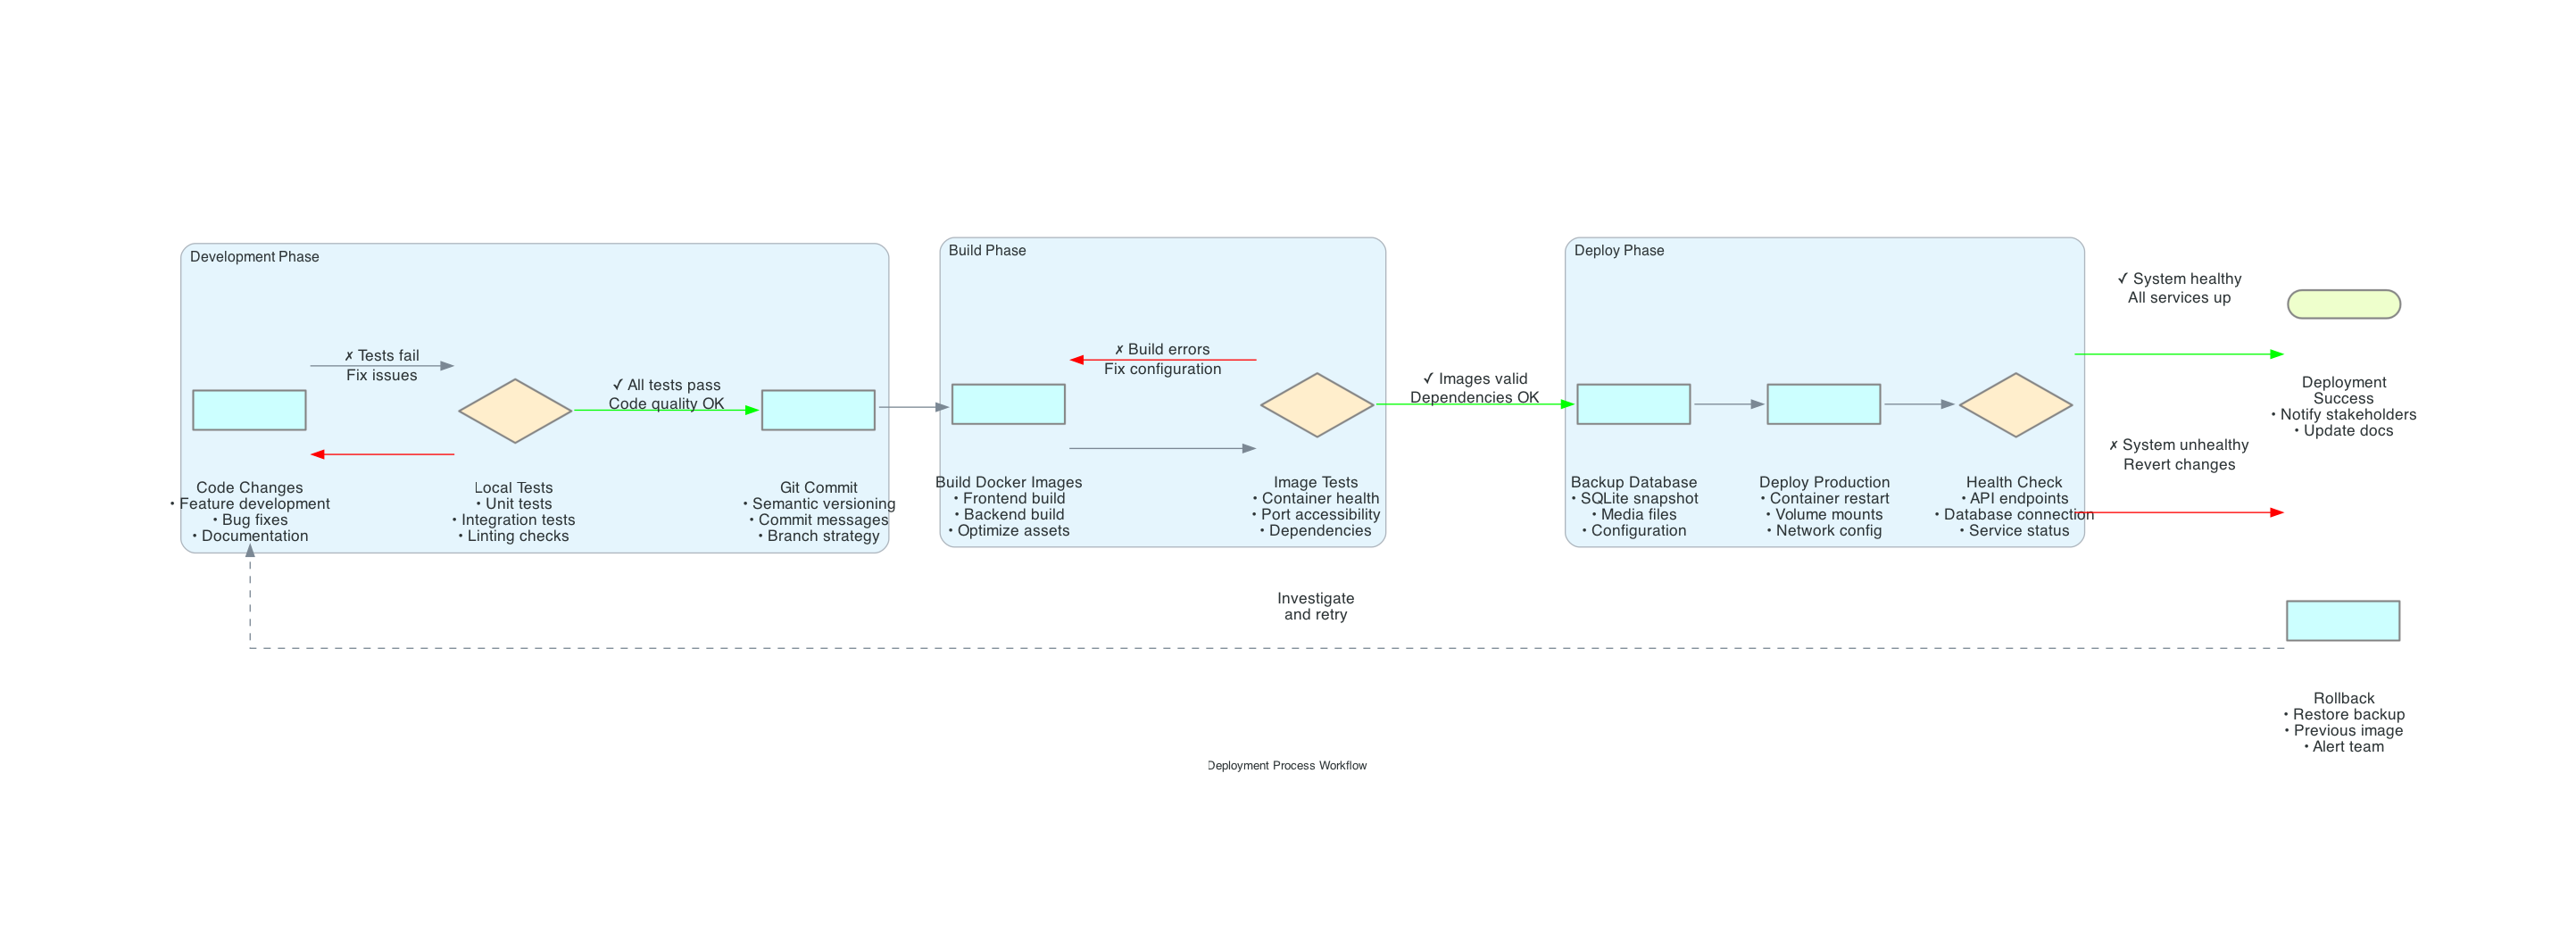 Development Phase
✗ Tests fail
Fix issues
✓ All tests pass
Code quality OK
Code Changes
• Feature development
• Bug fixes
• Documentation
Local Tests
• Unit tests
• Integration tests
• Linting checks
Git Commit
• Semantic versioning
• Commit messages
• Branch strategy
Build Phase
✗ Build errors
Fix configuration
Build Docker Images
• Frontend build
• Backend build
• Optimize assets
Image Tests
• Container health
• Port accessibility
• Dependencies
✓ Images valid
Dependencies OK
Deploy Phase
Backup Database
• SQLite snapshot
• Media files
• Configuration
Deploy Production
• Container restart
• Volume mounts
• Network config
Health Check
• API endpoints
• Database connection
• Service status
✓ System healthy
All services up
✗ System unhealthy
Revert changes
Deployment
Success
• Notify stakeholders
• Update docs
Investigate
and retry
Rollback
• Restore backup
• Previous image
• Alert team
Deployment Process Workflow